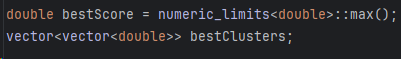 double bestScore = numeric_limits<double>::max();
vector<vector<double>> bestClusters;